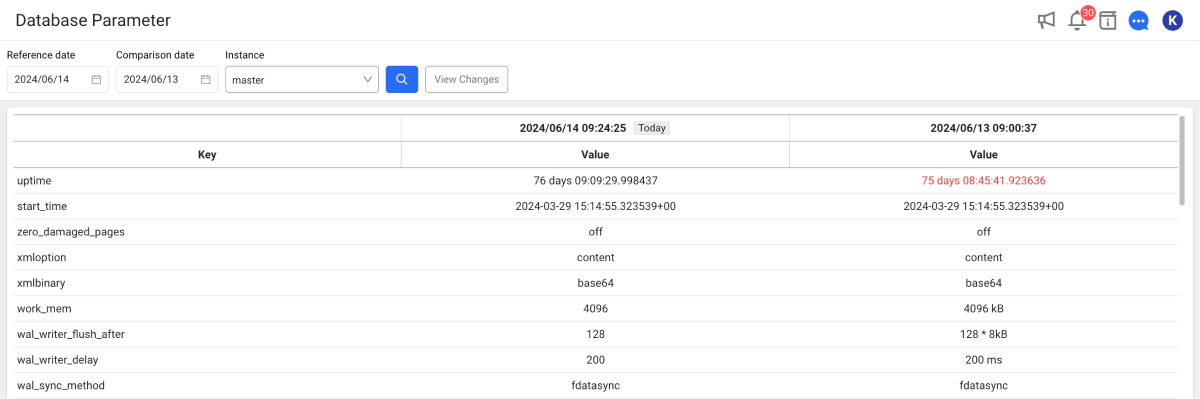 Database Parameter
30
K
Reference date Comparison date Instance
2024/06/14 2024/06/13 master View Changes
2024/06/14 09:24:25 Today 2024/06/13 09:00:37
Key Value Value
uptime 76 days 09:09:29.998437 75 days 08:45:41.923636
start_time 2024-03-29 15:14:55.323539+00 2024-03-29 15:14:55.323539+00
zero_damaged_pages off off
xmloption content content
xmlbinary base64 base64
work_mem 4096 4096 kB
wal_writer_flush_after 128 128 * 8kB
wal_writer_delay 200 200 ms
wal_sync_method fdatasync fdatasync